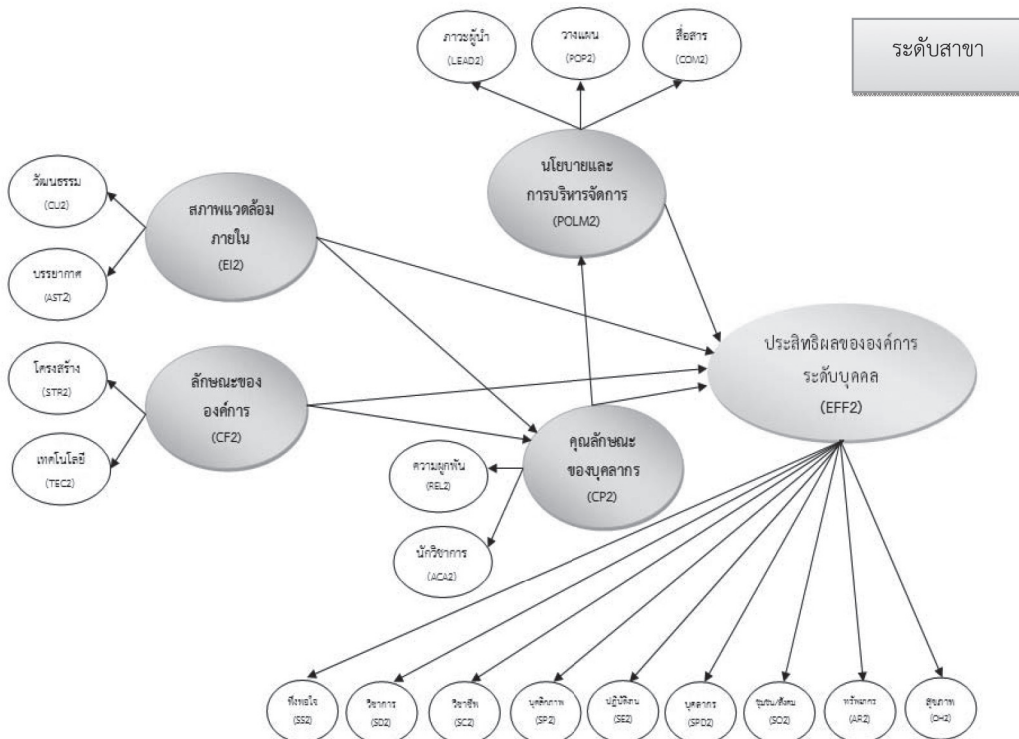 ภาวะผู้นำ
(LEAD2)
วางแผน
(POP2)
สื่อสาร
(COM2)
ระดับสาขา
นโยบายและ
การบริหารจัดการ
(POLM2)
วัฒนธรรม
(CU2)
สภาพแวดล้อม
ภายใน
(EI2)
บรรยากาศ
(AST2)
ประสิทธิผลขององค์การ
ระดับบุคคล
(EFF2)
โครงสร้าง
(STR2)
ลักษณะของ
องค์การ
(CF2)
เทคโนโลยี
(TEC2)
คุณลักษณะ
ของบุคลากร
(CP2)
ความผูกพัน
(REL2)
นักวิชาการ
(ACA2)
พึงพอใจ
(SS2)
วิชาการ
(SD2)
วิชาชีพ
(SC2)
บุคลิกภาพ
(SP2)
ปฏิบัติตน
(SE2)
บุคลากร
(SPD2)
ชุมชน/สังคม
(SO2)
ทรัพยากร
(AR2)
สุขภาพ
(OH2)